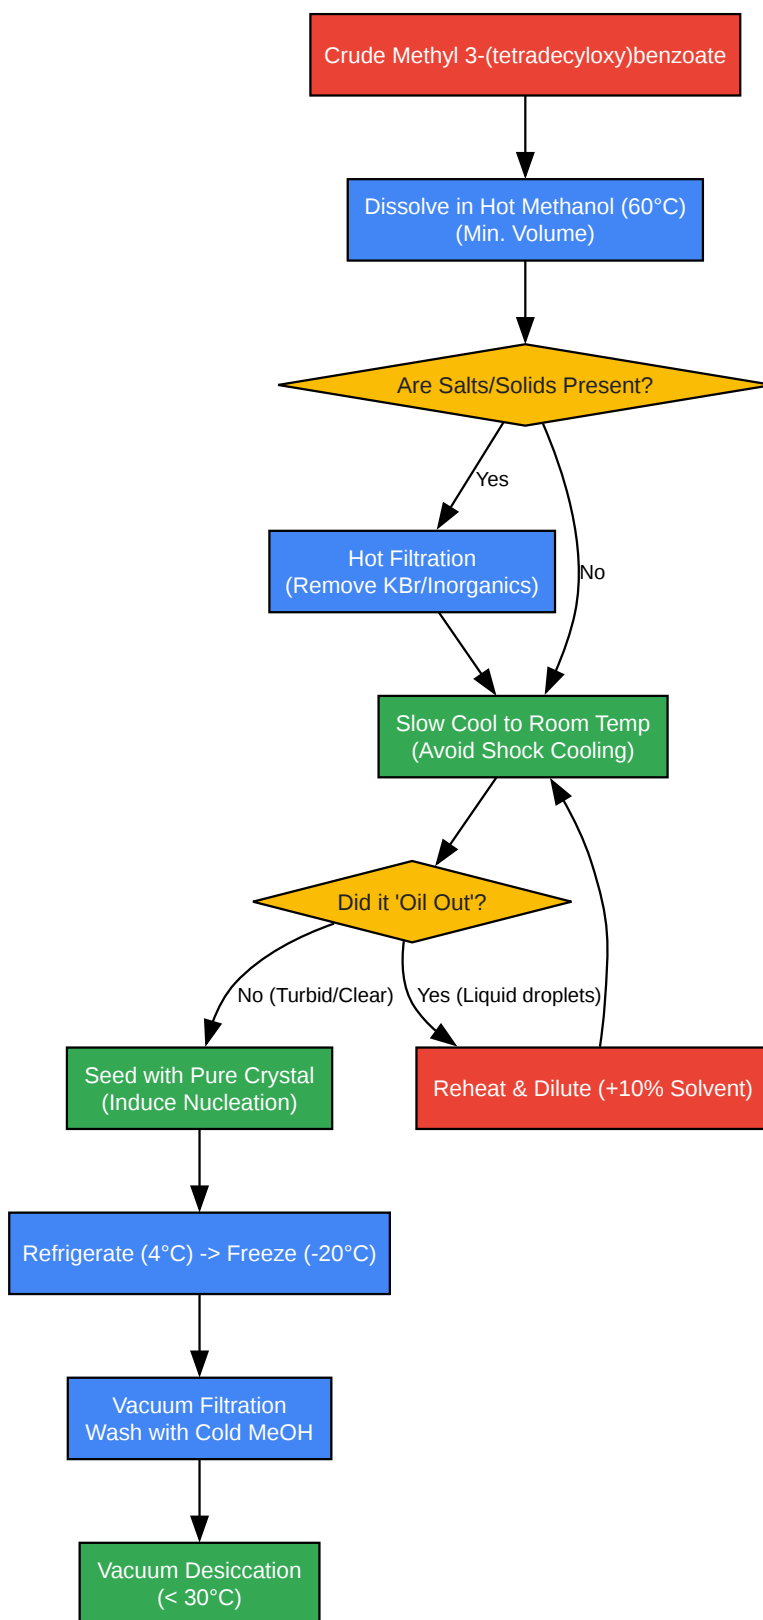 Crude Methyl 3-(tetradecyloxy)benzoate
Dissolve in Hot Methanol (60°C)
(Min. Volume)
Are Salts/Solids Present?
Yes
Hot Filtration
(Remove KBr/Inorganics)
No
Slow Cool to Room Temp
(Avoid Shock Cooling)
Did it 'Oil Out'?
No (Turbid/Clear)
Yes (Liquid droplets)
Seed with Pure Crystal
(Induce Nucleation)
Reheat & Dilute (+10% Solvent)
Refrigerate (4°C) -> Freeze (-20°C)
Vacuum Filtration
Wash with Cold MeOH
Vacuum Desiccation
(< 30°C)